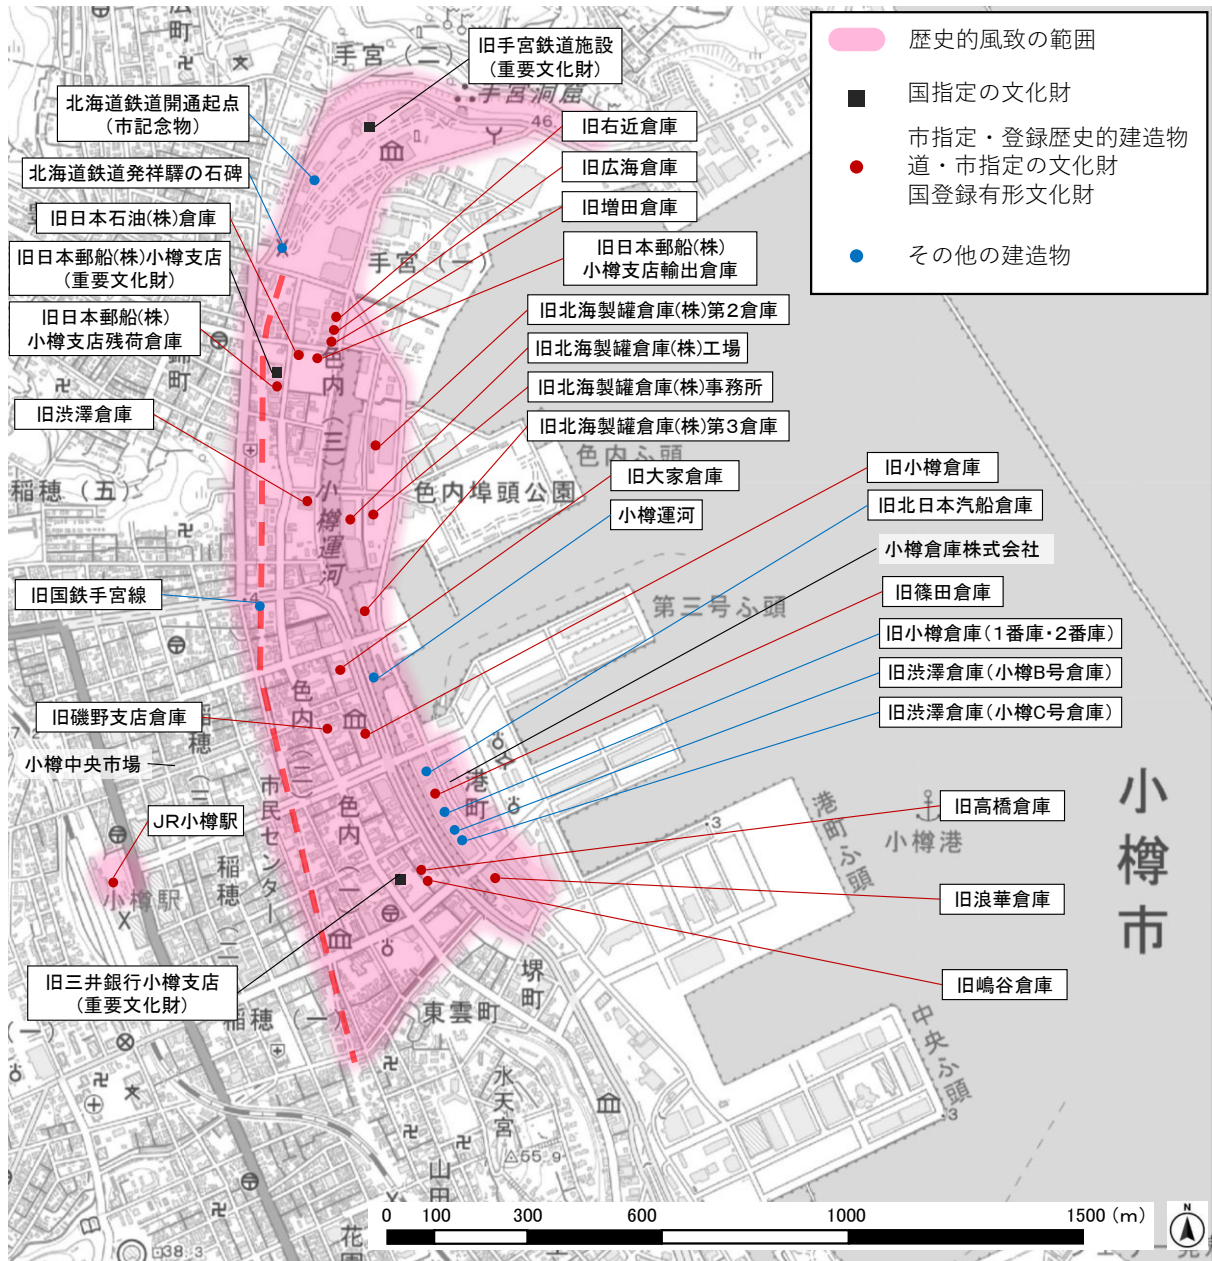 歴史的風致の範囲
国指定の文化財
市指定・登録歴史的建造物
道・市指定の文化財
国登録有形文化財
その他の建造物
旧手宮鉄道施設
(重要文化財)
北海道鉄道開通起点
(市記念物)
北海道鉄道発祥驛の石碑
旧日本石油(株)倉庫
旧日本郵船(株)小樽支店
(重要文化財)
旧日本郵船(株)
小樽支店残荷倉庫
旧渋澤倉庫
旧国鉄手宮線
旧磯野支店倉庫
小樽中央市場
JR小樽駅
旧三井銀行小樽支店
(重要文化財)
旧右近倉庫
旧広海倉庫
旧増田倉庫
旧日本郵船(株)
小樽支店輸出倉庫
旧北海製罐倉庫(株)第2倉庫
旧北海製罐倉庫(株)工場
旧北海製罐倉庫(株)事務所
旧北海製罐倉庫(株)第3倉庫
旧大家倉庫
小樽運河
旧小樽倉庫
旧北日本汽船倉庫
小樽倉庫株式会社
旧篠田倉庫
旧小樽倉庫(1番庫・2番庫)
旧渋澤倉庫(小樽B号倉庫)
旧渋澤倉庫(小樽C号倉庫)
旧高橋倉庫
旧浪華倉庫
旧嶋谷倉庫
手宮(二)
手宮洞窟
46.
手宮(一)
色内(三)
小樽運河
色内ふ頭
色内埠頭公園
稲穂(五)
第三号ふ頭
色内(二)
稲穂(三)
市民センター
色内(一)
港町
港町ふ頭
小樽港
小樽市
小樽駅
稲穂(二)
稲穂(一)
堺町
東雲町
中央ふ頭
水天宮
55.9
山田
花園
38.3
0 100 300 600 1000 1500 (m)
N